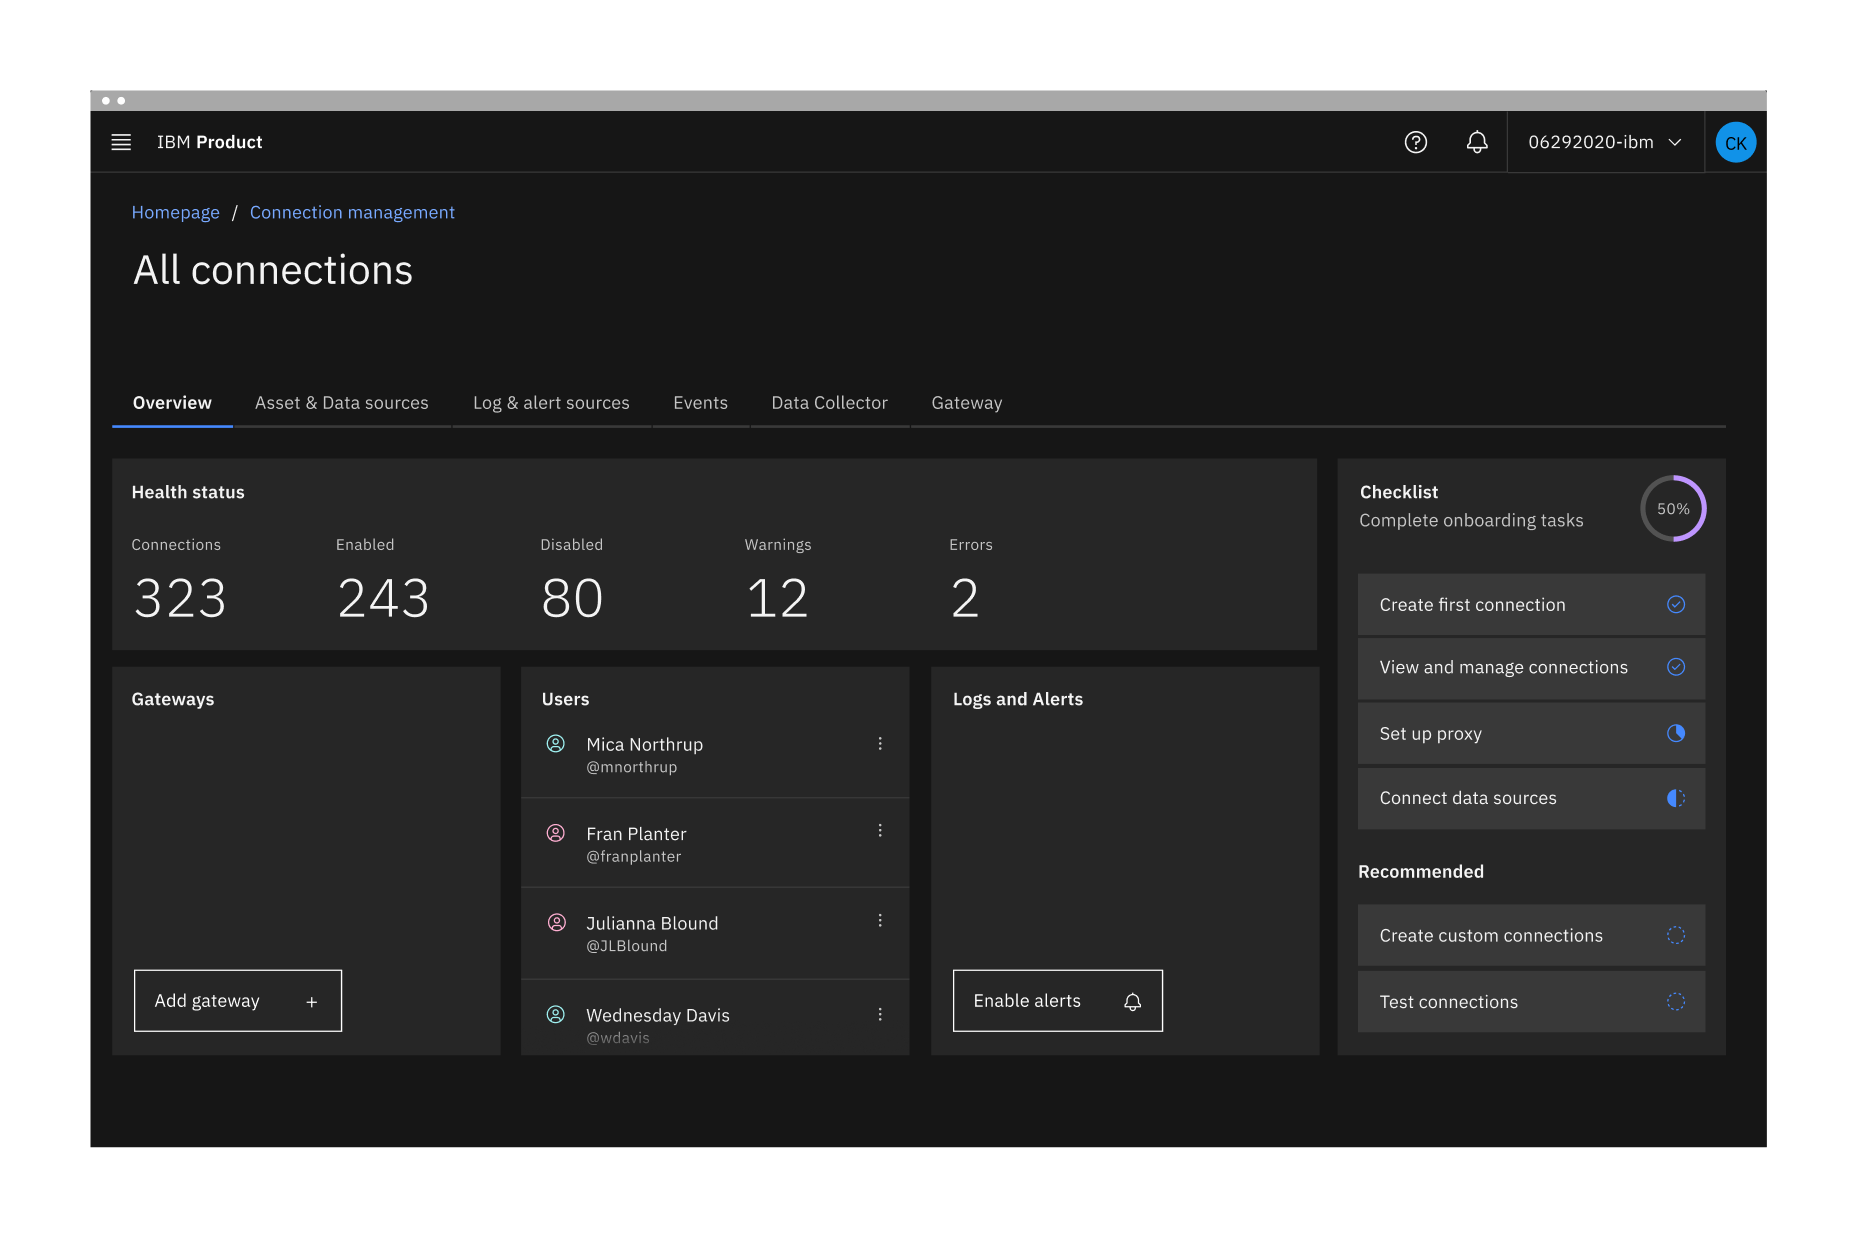 IBM Product
06292020-ibm
CK
Homepage / Connection management
All connections
Overview
Asset & Data sources
Log & alert sources
Events
Data Collector
Gateway
Health status
Connections
323
Enabled
243
Disabled
80
Warnings
12
Errors
2
Gateways
Add gateway +
Users
Mica Northrup
@mnorthrup
Fran Planter
@franplanter
Julianna Blound
@JLBlound
Wednesday Davis
@wdavis
Logs and Alerts
Enable alerts
Checklist
Complete onboarding tasks
50%
Create first connection
View and manage connections
Set up proxy
Connect data sources
Recommended
Create custom connections
Test connections